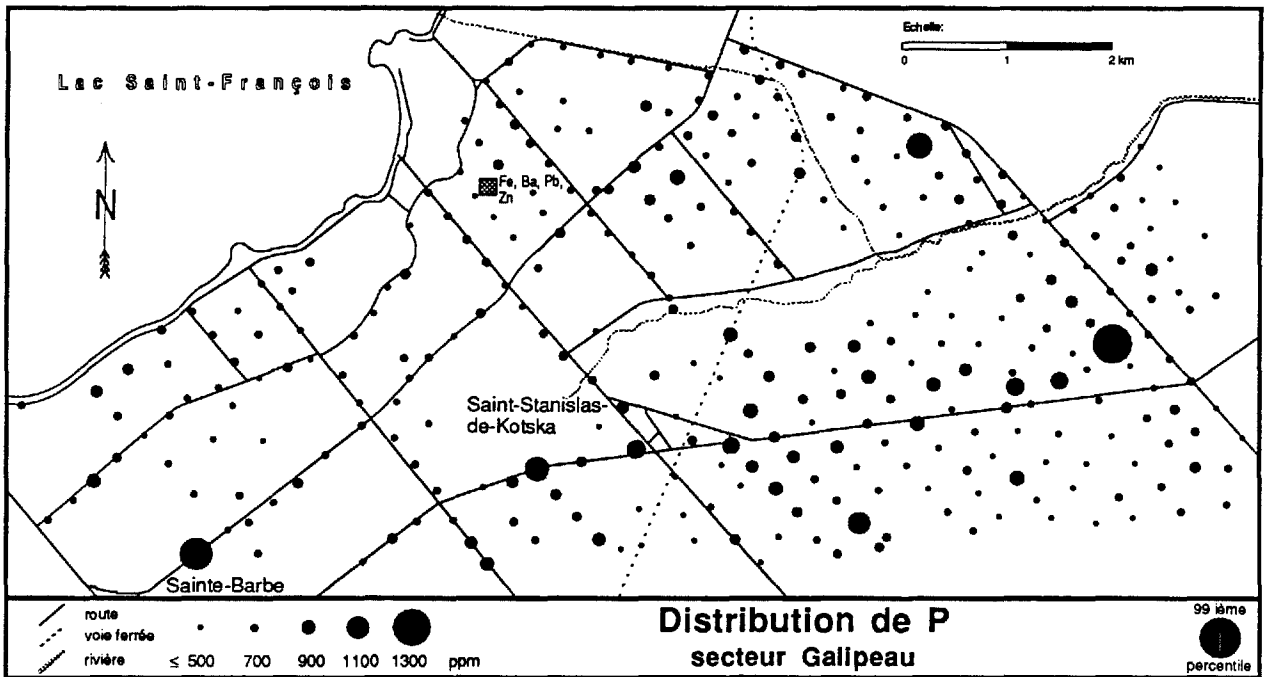 Echelle:
0 1 2 km
Lac Saint-François
N
Fe, Ba, Pb,
Zn
Saint-Stanislas-
de-Kotska
Sainte-Barbe
route
voie ferrée
rivière
≤ 500 700 900 1100 1300 ppm
Distribution de P
secteur Galipeau
99 ième
percentile